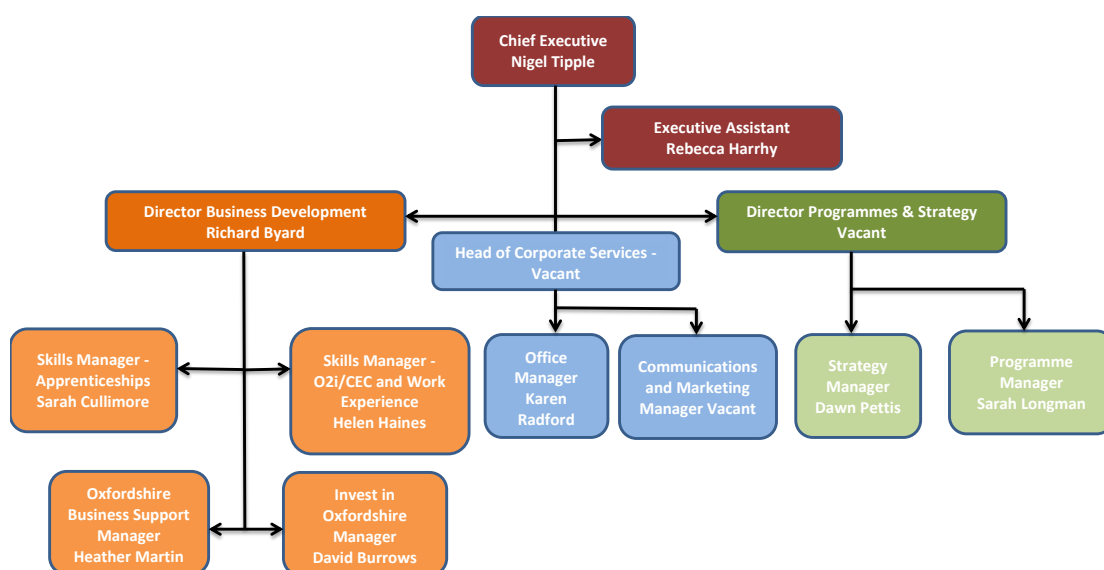 Chief Executive
Nigel Tipple
Executive Assistant
Rebecca Harrhy
Director Business Development
Richard Byard
Head of Corporate Services -
Vacant
Director Programmes & Strategy
Vacant
Skills Manager -
Apprenticeships
Sarah Cullimore
Skills Manager -
O2i/CEC and Work
Experience
Helen Haines
Office
Manager
Karen
Radford
Communications
and Marketing
Manager Vacant
Strategy
Manager
Dawn Pettis
Programme
Manager
Sarah Longman
Oxfordshire
Business Support
Manager
Heather Martin
Invest in
Oxfordshire
Manager
David Burrows